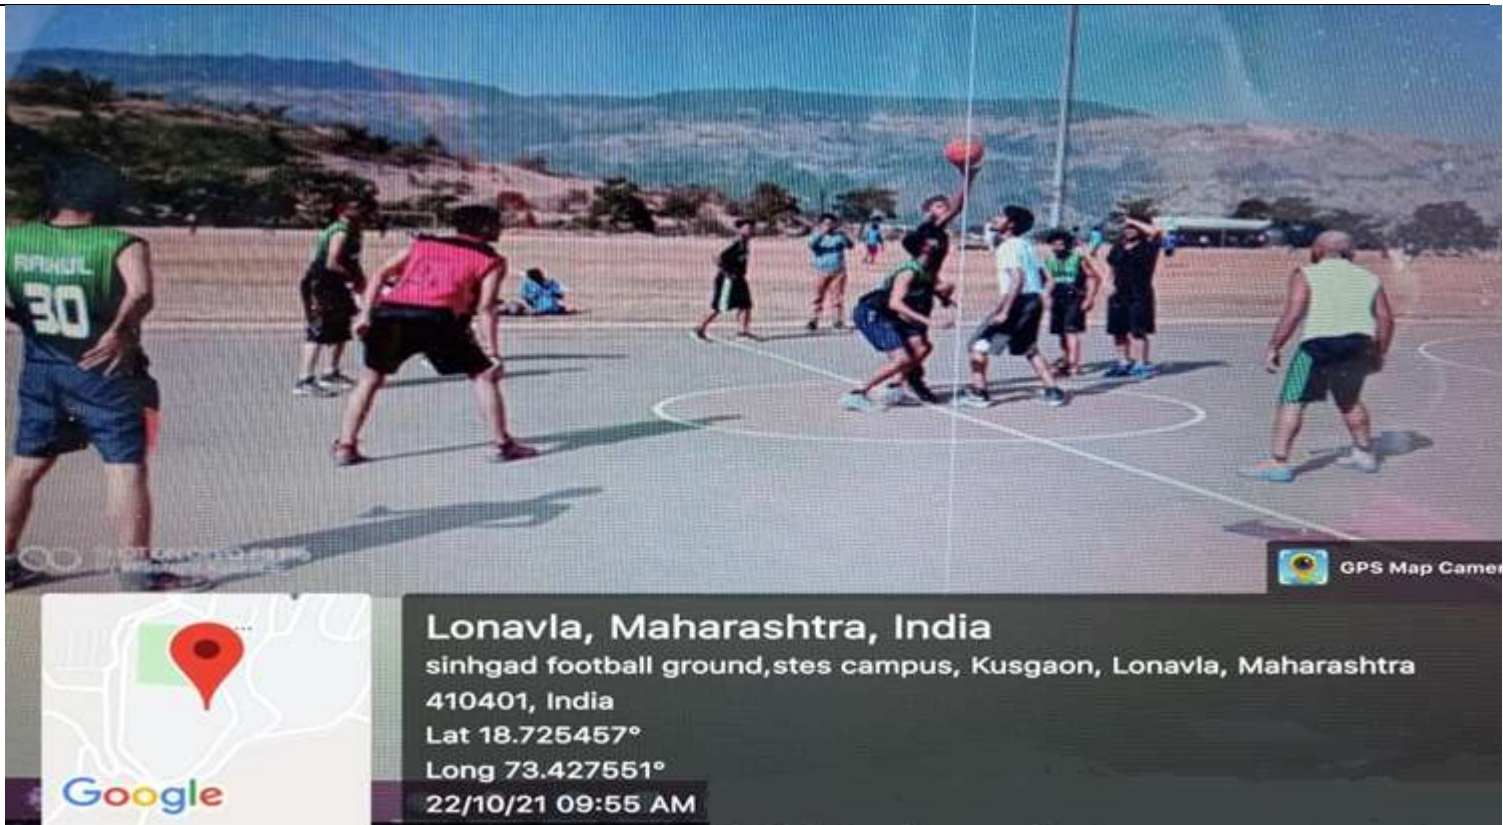 RAHUL
30
GPS Map Camer
Lonavla, Maharashtra, India
sinhgad football ground,stes campus, Kusgaon, Lonavla, Maharashtra
410401, India
Lat 18.725457°
Long 73.427551°
22/10/21 09:55 AM
Google